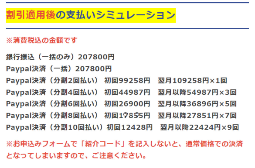 割引適用後の支払いシミュレーション
※消費税込の金額です
銀行振込（一括のみ）207800円
Paypal決済（一括）207800円
Paypal決済（分割2回払い） 初回99258円　翌月109258円×1回
Paypal決済（分割4回払い）初回44987円　翌月以降54987円×3回
Paypal決済（分割6回払い）初回26900円　翌月以降36896円×5回
Paypal決済（分割8回払い）初回17855円　翌月以降27851円×7回
Paypal決済（分割10回払い）初回12428円　翌月以降22424円×9回
※お申込みフォームで「紹介コード」を記入しないと、通常価格での決済
となってしまいますので、ご注意ください。